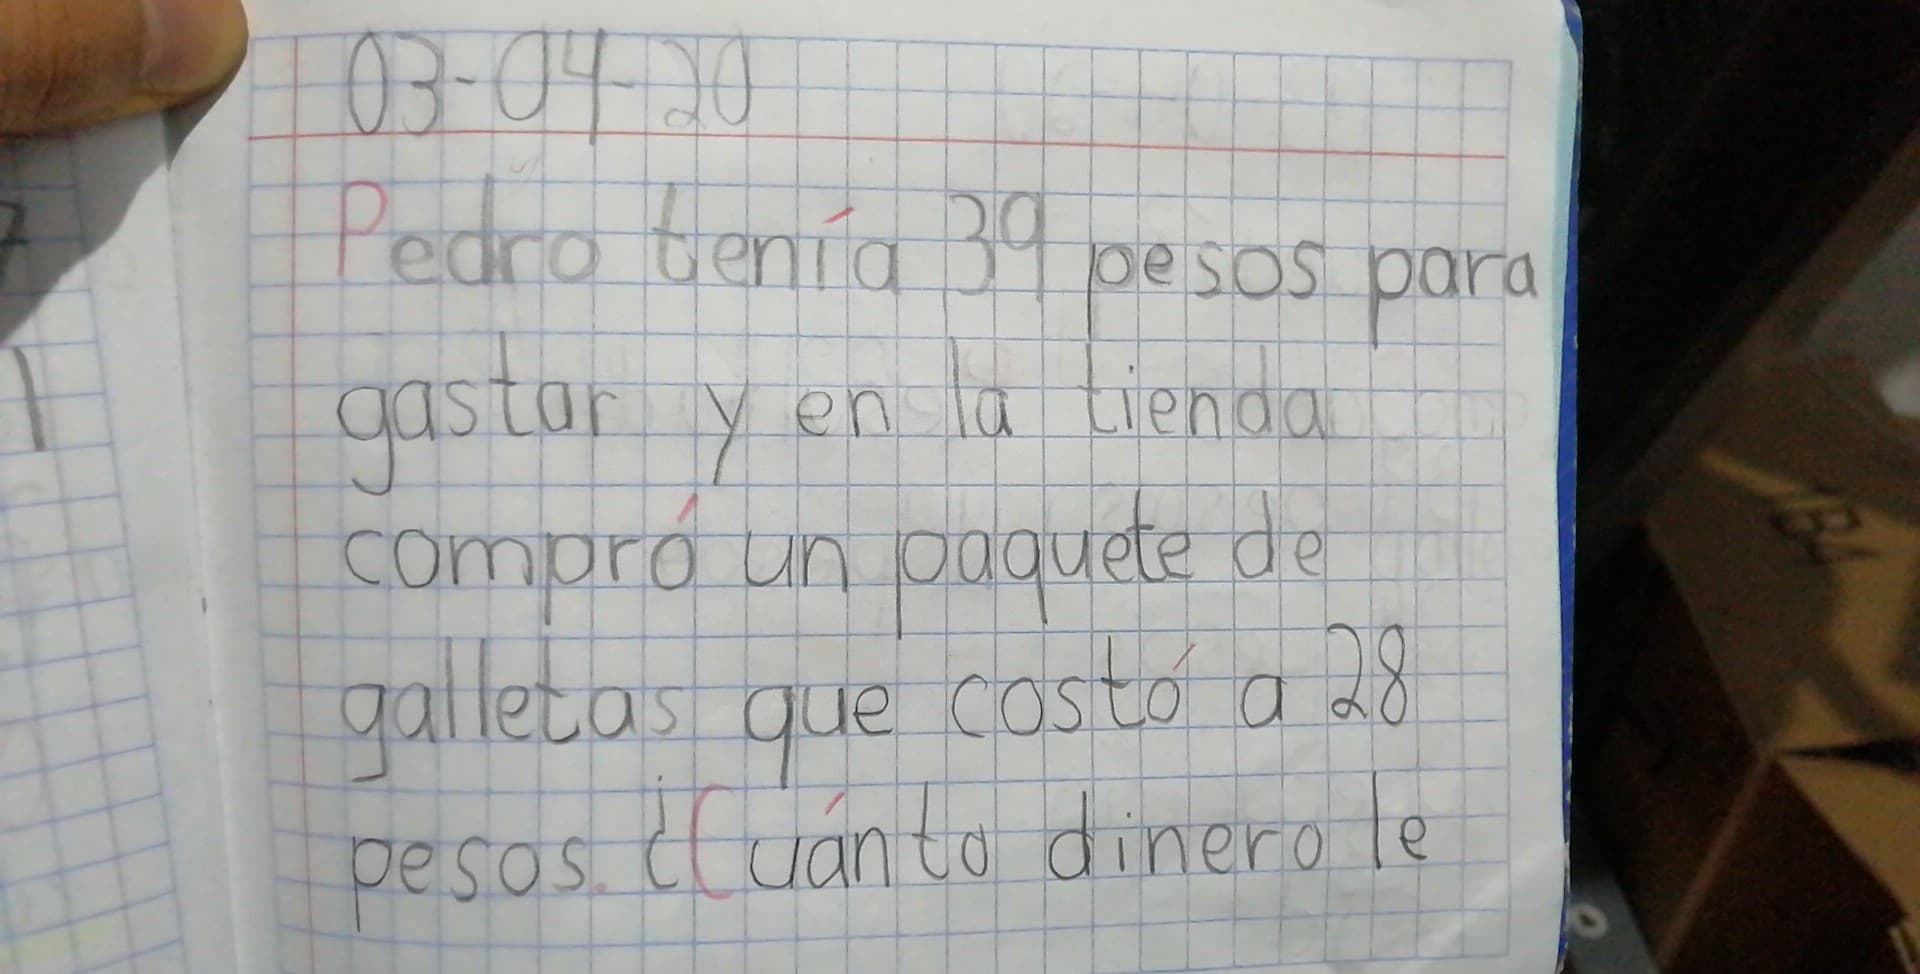 03-04-20
Pedro tenía 39 pesos para
gastar y en la tienda
compró un paquete de
galletas que costó a 28
pesos. ¿Cuánto dinero le